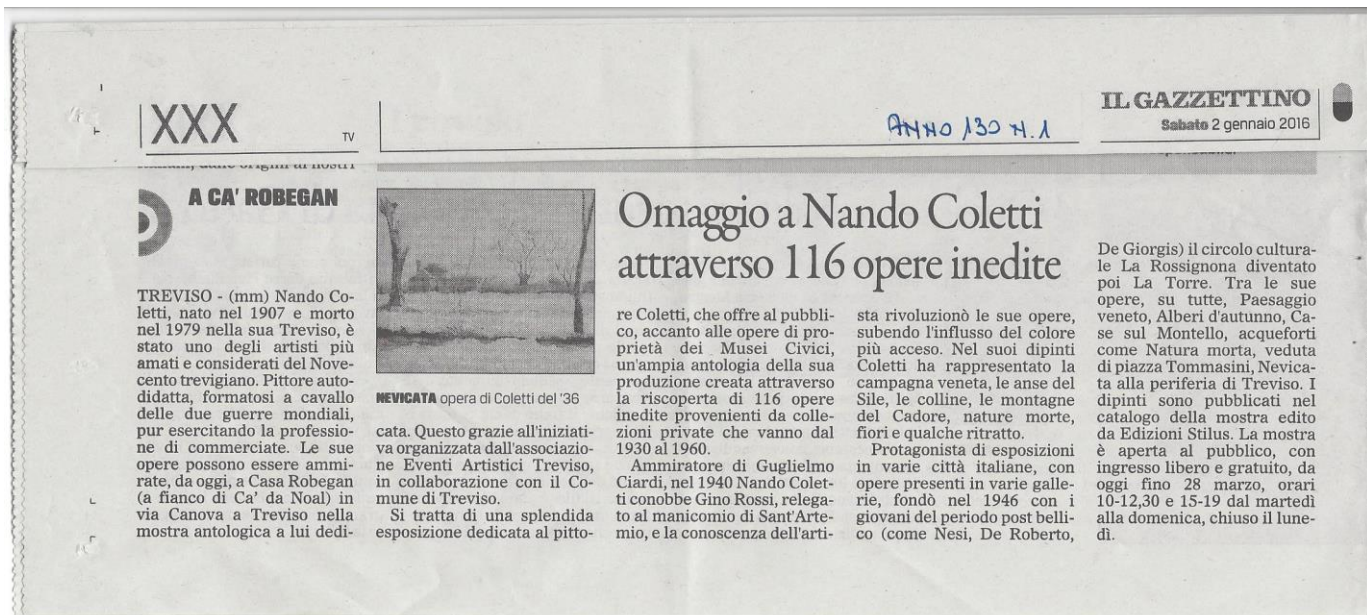 XXX
TV
ANNO 130 N. 1
IL GAZZETTINO
Sabato 2 gennaio 2016
A CA' ROBEGAN
TREVISO - (mm) Nando Co-
letti, nato nel 1907 e morto
nel 1979 nella sua Treviso, è
stato uno degli artisti più
amati e considerati del Nove-
cento trevigiano. Pittore auto-
didatta, formatosi a cavallo
delle due guerre mondiali,
pur esercitando la professio-
ne di commerciate. Le sue
opere possono essere ammi-
rate, da oggi, a Casa Robegan
(a fianco di Ca' da Noal) in
via Canova a Treviso nella
mostra antologica a lui dedi-
NEVICATA opera di Coletti del '36
cata. Questo grazie all'iniziati-
va organizzata dall'associazio-
ne Eventi Artistici Treviso,
in collaborazione con il Co-
mune di Treviso.
Si tratta di una splendida
esposizione dedicata al pitto-
Omaggio a Nando Coletti
attraverso 116 opere inedite
re Coletti, che offre al pubbli-
co, accanto alle opere di pro-
prietà dei Musei Civici,
un'ampia antologia della sua
produzione creata attraverso
la riscoperta di 116 opere
inedite provenienti da colle-
zioni private che vanno dal
1930 al 1960.
Ammiratore di Guglielmo
Ciardi, nel 1940 Nando Colet-
ti conobbe Gino Rossi, relega-
to al manicomio di Sant'Arte-
mio, e la conoscenza dell'arti-
sta rivoluzionò le sue opere,
subendo l'influsso del colore
più acceso. Nel suoi dipinti
Coletti ha rappresentato la
campagna veneta, le anse del
Sile, le colline, le montagne
del Cadore, nature morte,
fiori e qualche ritratto.
Protagonista di esposizioni
in varie città italiane, con
opere presenti in varie galle-
rie, fondò nel 1946 con i
giovani del periodo post belli-
co (come Nesi, De Roberto,
De Giorgis) il circolo cultura-
le La Rossignona diventato
poi La Torre. Tra le sue
opere, su tutte, Paesaggio
veneto, Alberi d'autunno, Ca-
se sul Montello, acqueforti
come Natura morta, veduta
di piazza Tommasini, Nevica-
ta alla periferia di Treviso. I
dipinti sono pubblicati nel
catalogo della mostra edito
da Edizioni Stilus. La mostra
è aperta al pubblico, con
ingresso libero e gratuito, da
oggi fino 28 marzo, orari
10-12,30 e 15-19 dal martedì
alla domenica, chiuso il lune-
dì.